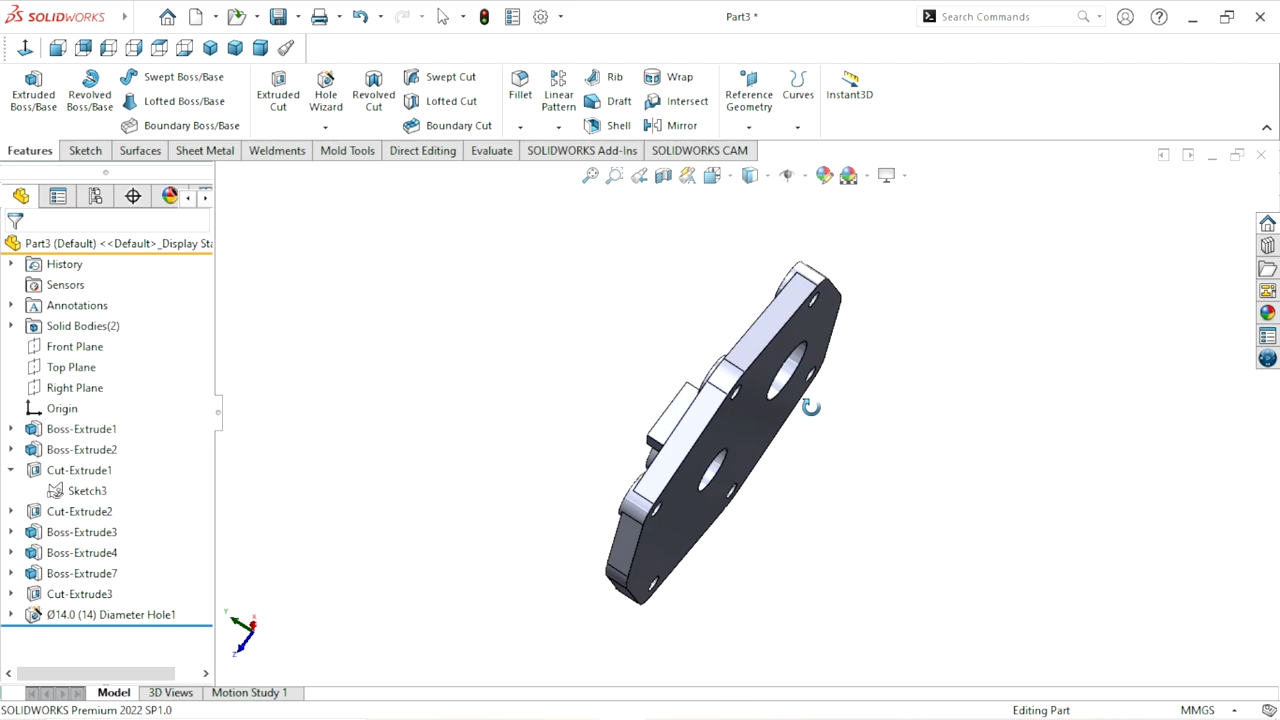 SOLIDWORKS
Part3 *
Search Commands
Extruded Boss/Base
Revolved Boss/Base
Swept Boss/Base
Lofted Boss/Base
Boundary Boss/Base
Extruded Cut
Hole Wizard
Revolved Cut
Swept Cut
Lofted Cut
Boundary Cut
Fillet
Linear Pattern
Rib
Draft
Shell
Wrap
Intersect
Mirror
Reference Geometry
Curves
Instant3D
Features
Sketch
Surfaces
Sheet Metal
Weldments
Mold Tools
Direct Editing
Evaluate
SOLIDWORKS Add-Ins
SOLIDWORKS CAM
Part3 (Default) <<Default>_Display Sta
History
Sensors
Annotations
Solid Bodies(2)
Front Plane
Top Plane
Right Plane
Origin
Boss-Extrude1
Boss-Extrude2
Cut-Extrude1
Sketch3
Cut-Extrude2
Boss-Extrude3
Boss-Extrude4
Boss-Extrude7
Cut-Extrude3
Ø14.0 (14) Diameter Hole1
Y
X
Z
Model
3D Views
Motion Study 1
SOLIDWORKS Premium 2022 SP1.0
Editing Part
MMGS